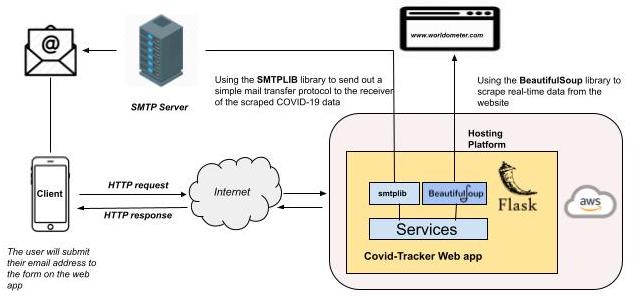 @
www.worldometer.com
SMTP Server
Using the SMTPLIB library to send out a
simple mail transfer protocol to the receiver
of the scraped COVID-19 data
Using the BeautifulSoup library to
scrape real-time data from the
website
Hosting
Platform
Client
HTTP request
HTTP response
Internet
smtplib
BeautifulSoup
Flask
aws
Services
Covid-Tracker Web app
The user will submit
their email address to
the form on the web
app